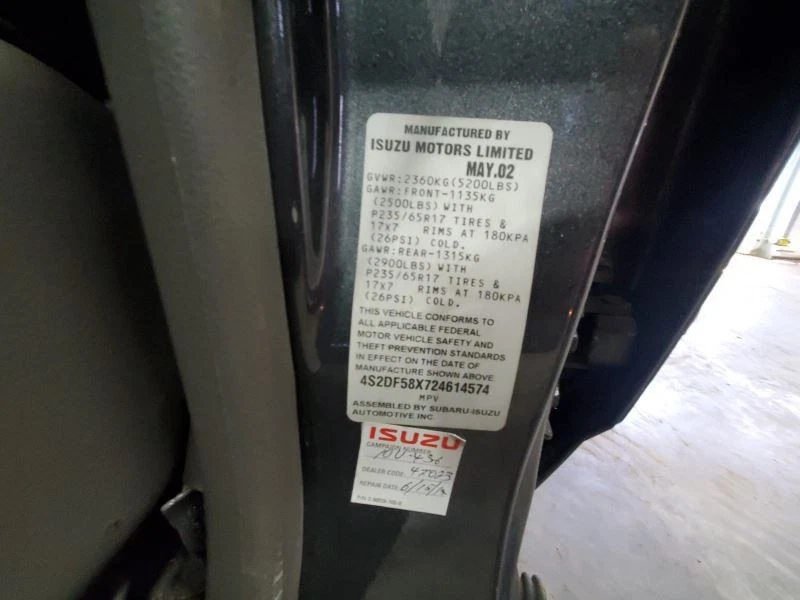 MANUFACTURED BY
ISUZU MOTORS LIMITED
MAY.02
GVWR:2360KG(5200LBS)
GAWR:FRONT-1135KG
(2500LBS) WITH
P235/65R17 TIRES &
17X7 RIMS AT 180KPA
(26PSI) COLD.
GAWR:REAR-1315KG
(2900LBS) WITH
P235/65R17 TIRES &
17X7 RIMS AT 180KPA
(26PSI) COLD.
THIS VEHICLE CONFORMS TO
ALL APPLICABLE FEDERAL
MOTOR VEHICLE SAFETY AND
THEFT PREVENTION STANDARDS
IN EFFECT ON THE DATE OF
MANUFACTURE SHOWN ABOVE
4S2DF58X724614574
MPV
ASSEMBLED BY SUBARU-ISUZU
AUTOMOTIVE INC.
ISUZU
CAMPAIGN NUMBER
DEALER CODE 47023
REPAIR DATE